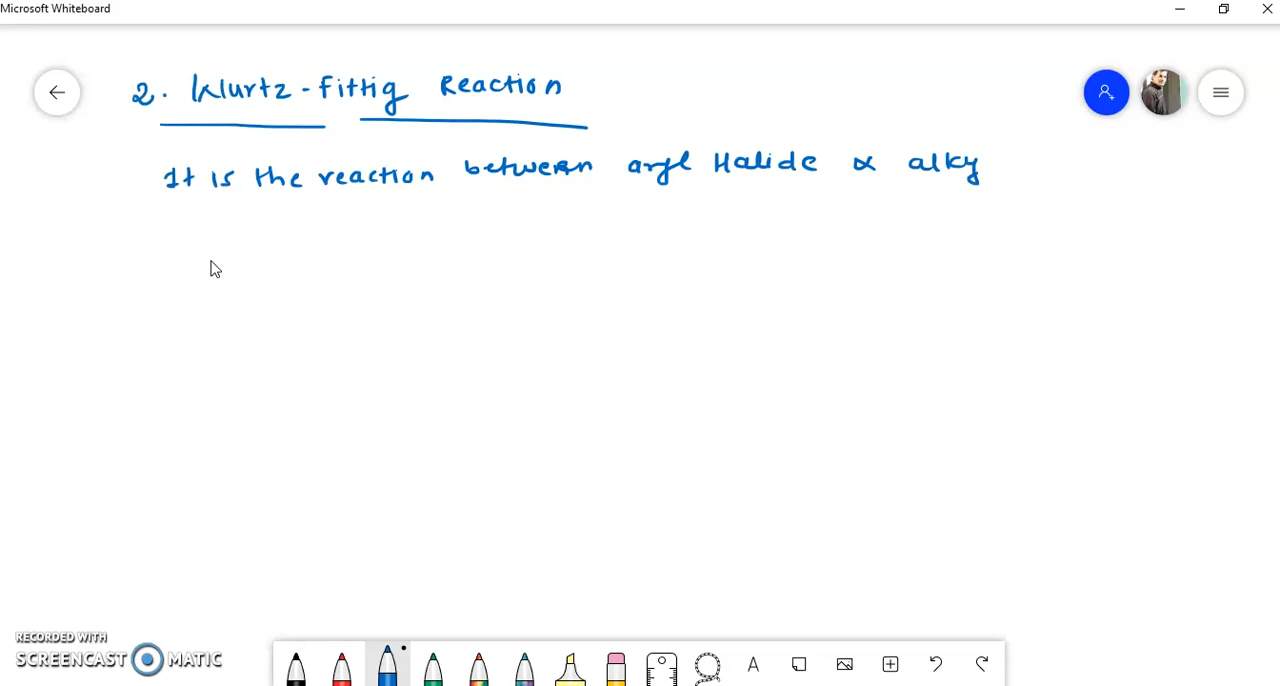 Microsoft Whiteboard
2. Wurtz-Fittig Reaction
It is the reaction between aryl Halide & alky
RECORDED WITH
SCREENCAST MATIC
A